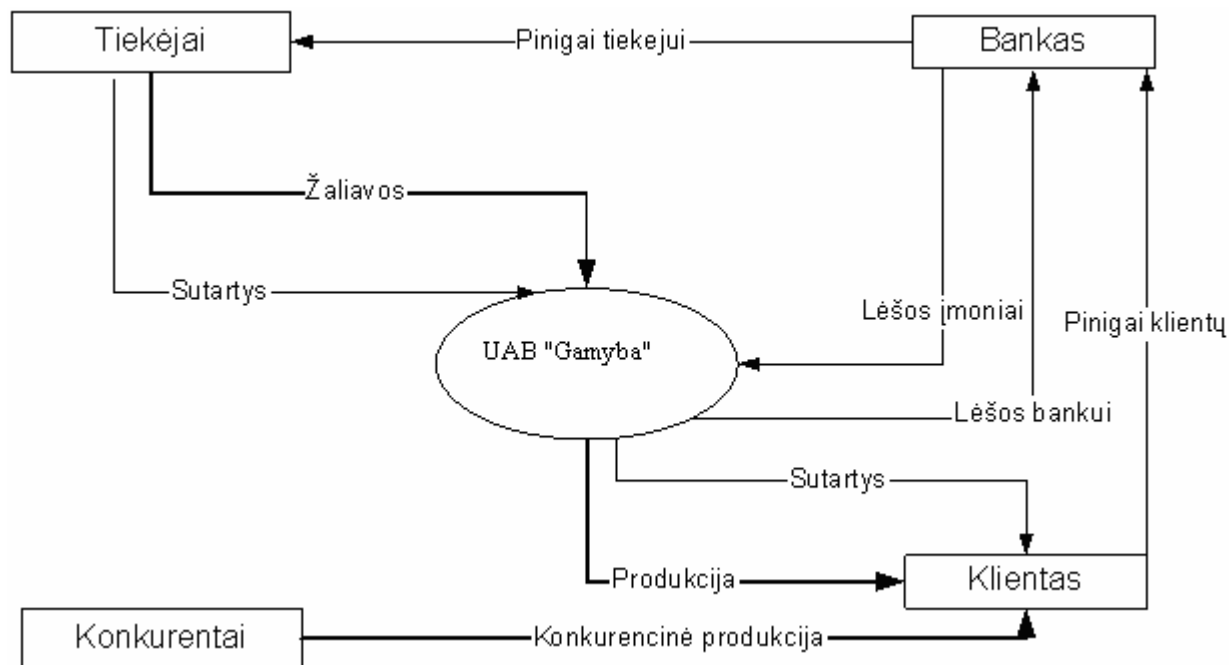 Tiekėjai
Pinigai tiekejui
Bankas
Žaliavos
Sutartys
Lėšos įmoniai
Pinigai klientų
UAB "Gamyba"
Lėšos bankui
Sutartys
Produkcija
Klientas
Konkurentai
Konkurencinė produkcija